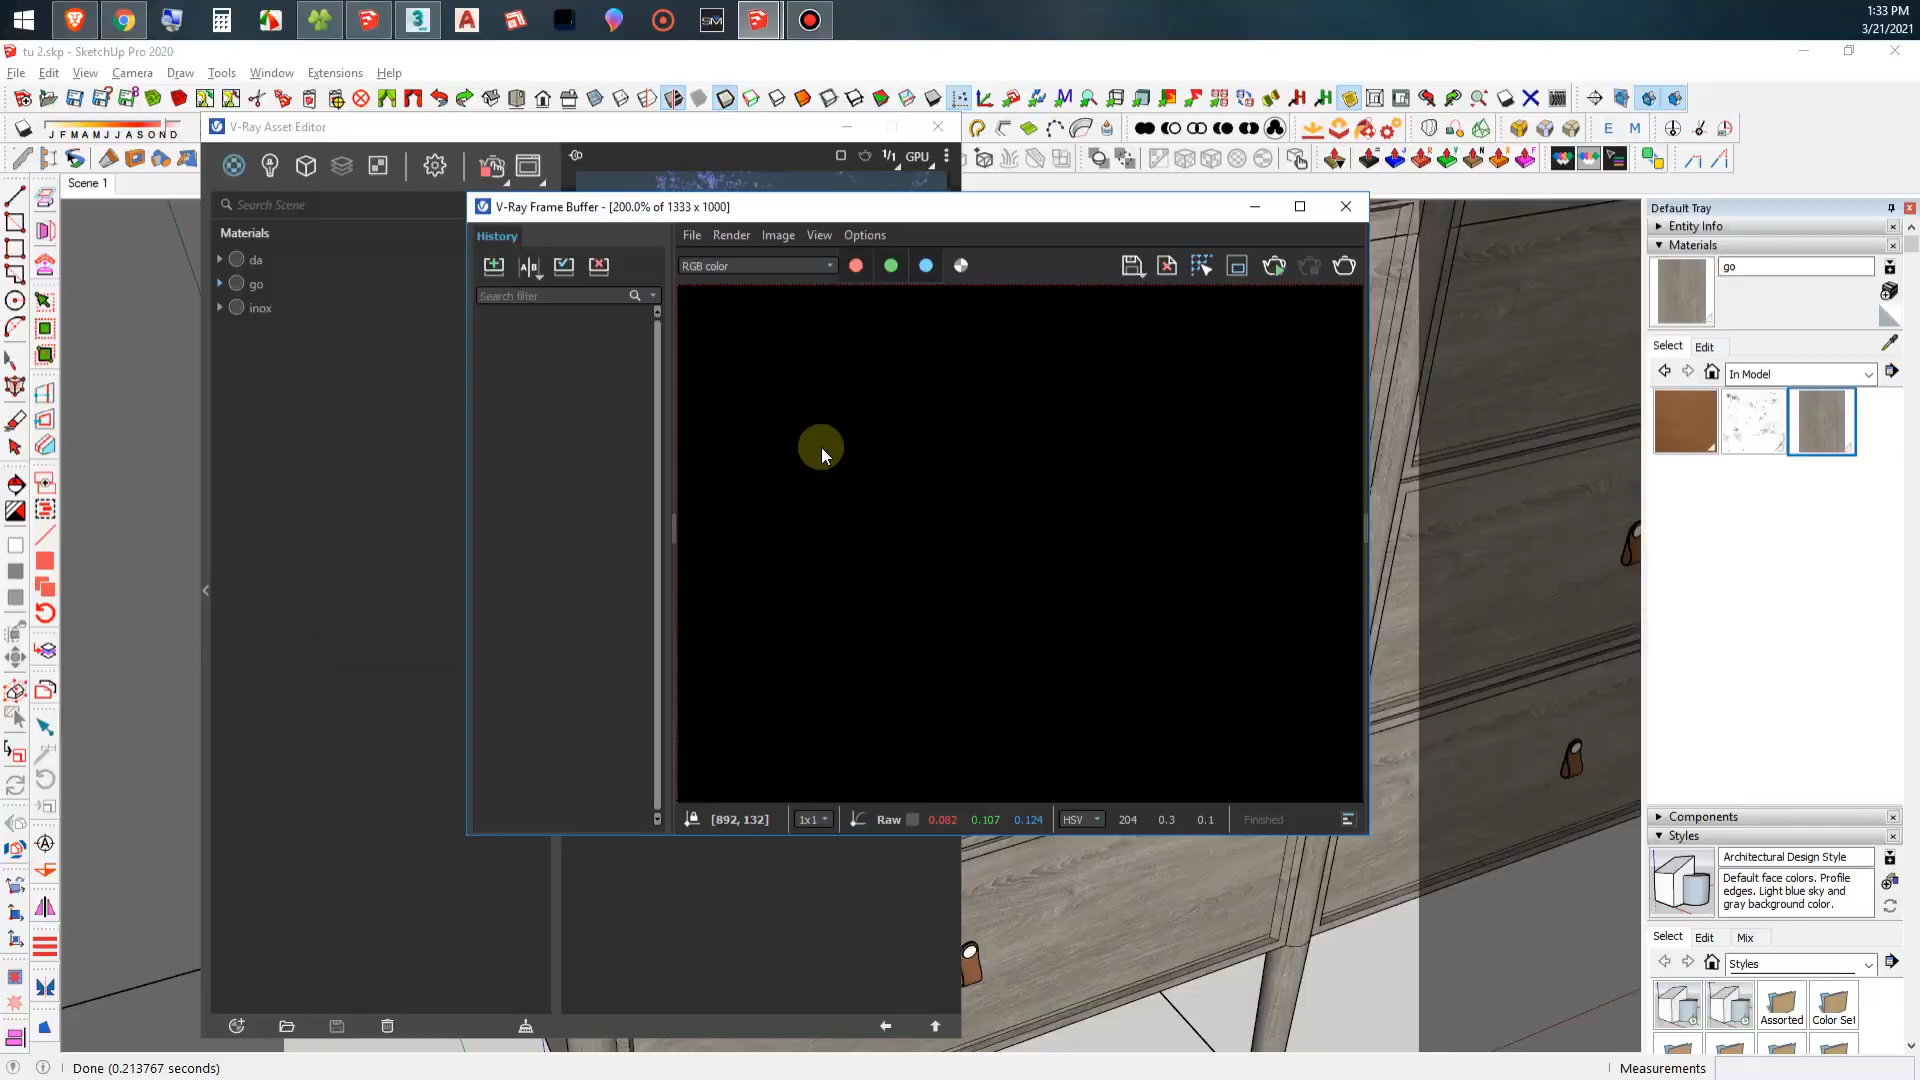 1:33 PM
3/21/2021
tu 2.skp - SketchUp Pro 2020
File Edit View Camera Draw Tools Window Extensions Help
J F M A M J J A S O N D
V-Ray Asset Editor
1/1 GPU
E M
Scene 1
Search Scene
Materials
da
go
inox
V-Ray Frame Buffer - [200.0% of 1333 x 1000]
History
File Render Image View Options
RGB color
Search filter
[892, 132]
1x1
Raw
0.082 0.107 0.124
HSV
204 0.3 0.1
Finished
Default Tray
Entity Info
Materials
go
Select Edit
In Model
Components
Styles
Architectural Design Style
Default face colors. Profile
edges. Light blue sky and
gray background color.
Select Edit Mix
Styles
Assorted
Color Set
Done (0.213767 seconds)
Measurements